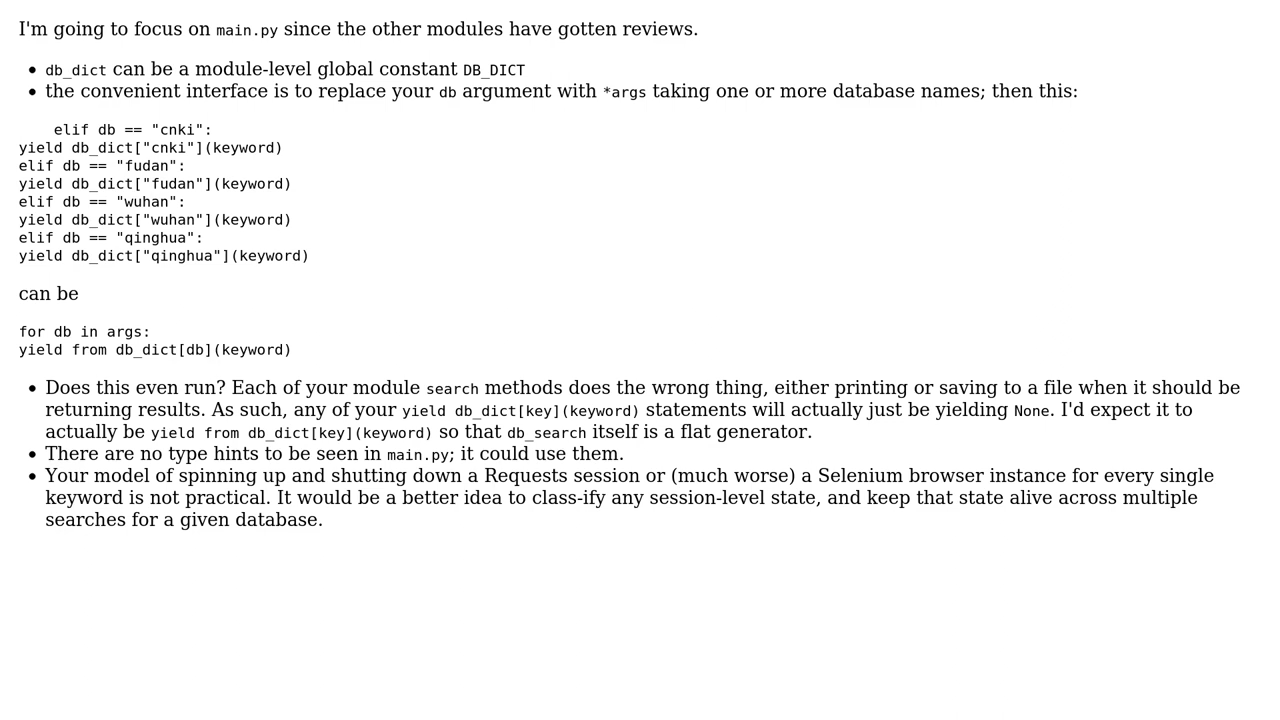 I'm going to focus on main.py since the other modules have gotten reviews.
• db_dict can be a module-level global constant DB_DICT
• the convenient interface is to replace your db argument with *args taking one or more database names; then this:
    elif db == "cnki":
yield db_dict["cnki"](keyword)
elif db == "fudan":
yield db_dict["fudan"](keyword)
elif db == "wuhan":
yield db_dict["wuhan"](keyword)
elif db == "qinghua":
yield db_dict["qinghua"](keyword)
can be
for db in args:
yield from db_dict[db](keyword)
• Does this even run? Each of your module search methods does the wrong thing, either printing or saving to a file when it should be
returning results. As such, any of your yield db_dict[key](keyword) statements will actually just be yielding None. I'd expect it to
actually be yield from db_dict[key](keyword) so that db_search itself is a flat generator.
• There are no type hints to be seen in main.py; it could use them.
• Your model of spinning up and shutting down a Requests session or (much worse) a Selenium browser instance for every single
keyword is not practical. It would be a better idea to class-ify any session-level state, and keep that state alive across multiple
searches for a given database.